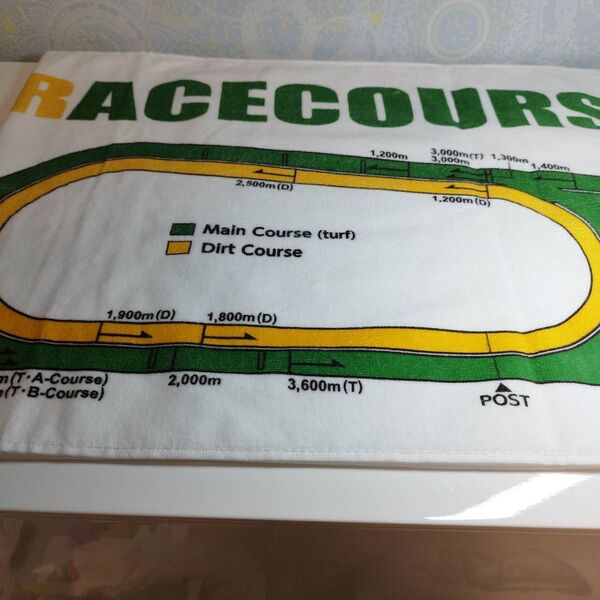 RACECOURS
1,200m
3,000m(T)
3,000m
1,300m
1,400m
2,500m(D)
1,200m(D)
Main Course (turf)
Dirt Course
1,900m(D)
1,800m(D)
m(T・A-Course)
m(T・B-Course)
2,000m
3,600m(T)
POST